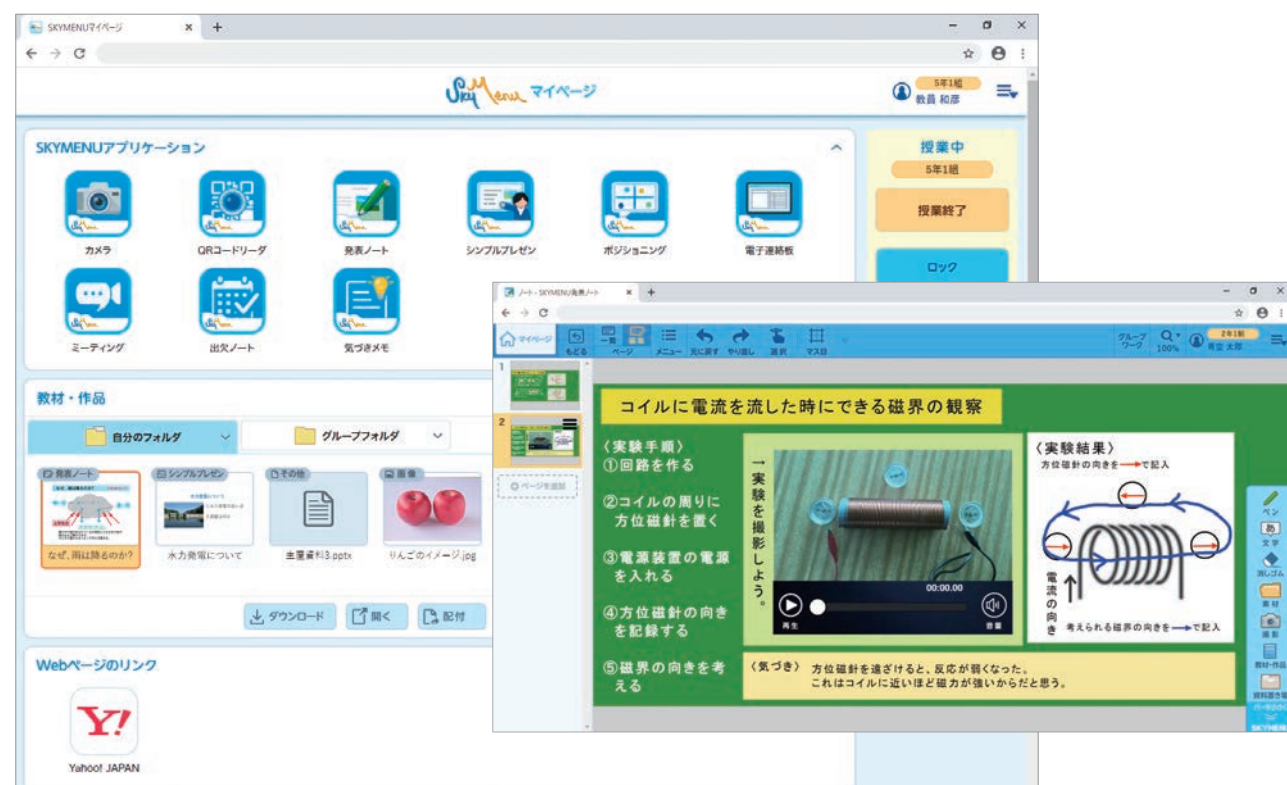 SKYMENUマイページ
SkyMenu マイページ
5年1組
教員 和彦
SKYMENUアプリケーション
カメラ
QRコードリーダ
発表ノート
シンプルプレゼン
ポジショニング
電子連絡板
ミーティング
出欠ノート
気づきメモ
授業中
5年1組
授業終了
ロック
教材・作品
自分のフォルダ
グループフォルダ
発表ノート
シンプルプレゼン
その他
画像
なぜ、雨は降るのか?
水力発電について
主要資料3.pptx
りんごのイメージ.jpg
ダウンロード
開く
配付
Webページのリンク
Y!
Yahoo! JAPAN
ノート - SKYMENU発表ノート
マイページ
もどる
一覧
ページ
メニュー
元に戻す
やり直し
選択
マス目
グループ
ワーク
100%
2年1組
1
2
ページを追加
コイルに電流を流した時にできる磁界の観察
〈実験手順〉
①回路を作る
②コイルの周りに
方位磁針を置く
③電源装置の電源
を入れる
④方位磁針の向き
を記録する
⑤磁界の向きを考
える
→実験を撮影しよう。
00:00.00
再生
音量
〈実験結果〉
方位磁針の向きを→で記入
電流の向き
考えられる磁界の向きを→で記入
〈気づき〉 方位磁針を遠ざけると、反応が弱くなった。
これはコイルに近いほど磁力が強いからだと思う。
ペン
あ
文字
消しゴム
素材
撮影
教材・作品
資料置き場
SKYMENU